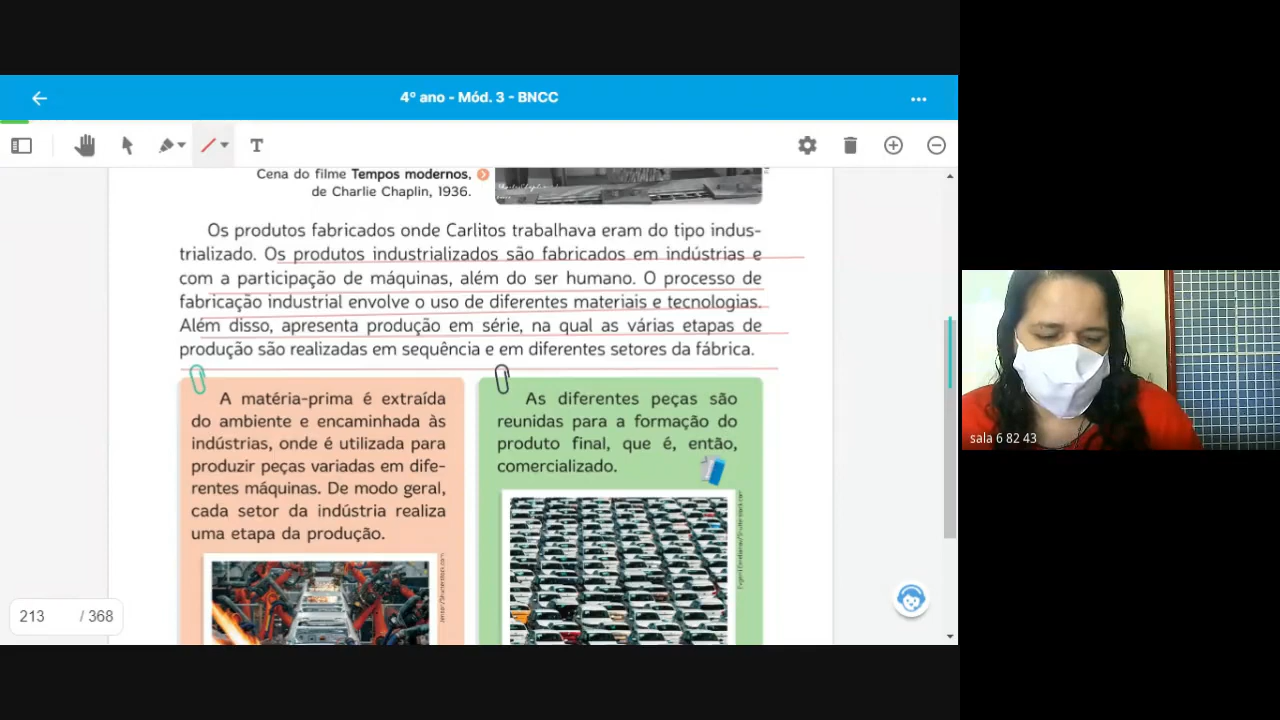 4º ano - Mód. 3 - BNCC
T
Cena do filme Tempos modernos,
de Charlie Chaplin, 1936.
Os produtos fabricados onde Carlitos trabalhava eram do tipo indus-
trializado. Os produtos industrializados são fabricados em indústrias e
com a participação de máquinas, além do ser humano. O processo de
fabricação industrial envolve o uso de diferentes materiais e tecnologias.
Além disso, apresenta produção em série, na qual as várias etapas de
produção são realizadas em sequência e em diferentes setores da fábrica.
A matéria-prima é extraída
do ambiente e encaminhada às
indústrias, onde é utilizada para
produzir peças variadas em dife-
rentes máquinas. De modo geral,
cada setor da indústria realiza
uma etapa da produção.
As diferentes peças são
reunidas para a formação do
produto final, que é, então,
comercializado.
213 / 368
sala 6 82 43